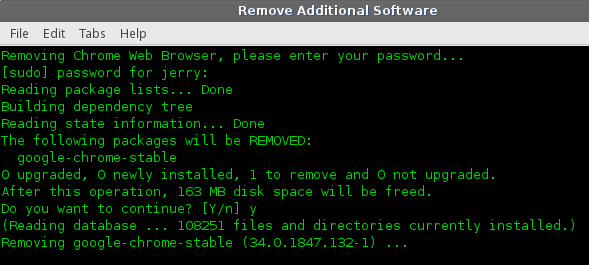 Remove Additional Software
File Edit Tabs Help
Removing Chrome Web Browser, please enter your password...
[sudo] password for jerry:
Reading package lists... Done
Building dependency tree
Reading state information... Done
The following packages will be REMOVED:
google-chrome-stable
0 upgraded, 0 newly installed, 1 to remove and 0 not upgraded.
After this operation, 163 MB disk space will be freed.
Do you want to continue? [Y/n] y
(Reading database ... 108251 files and directories currently installed.)
Removing google-chrome-stable (34.0.1847.132-1) ...